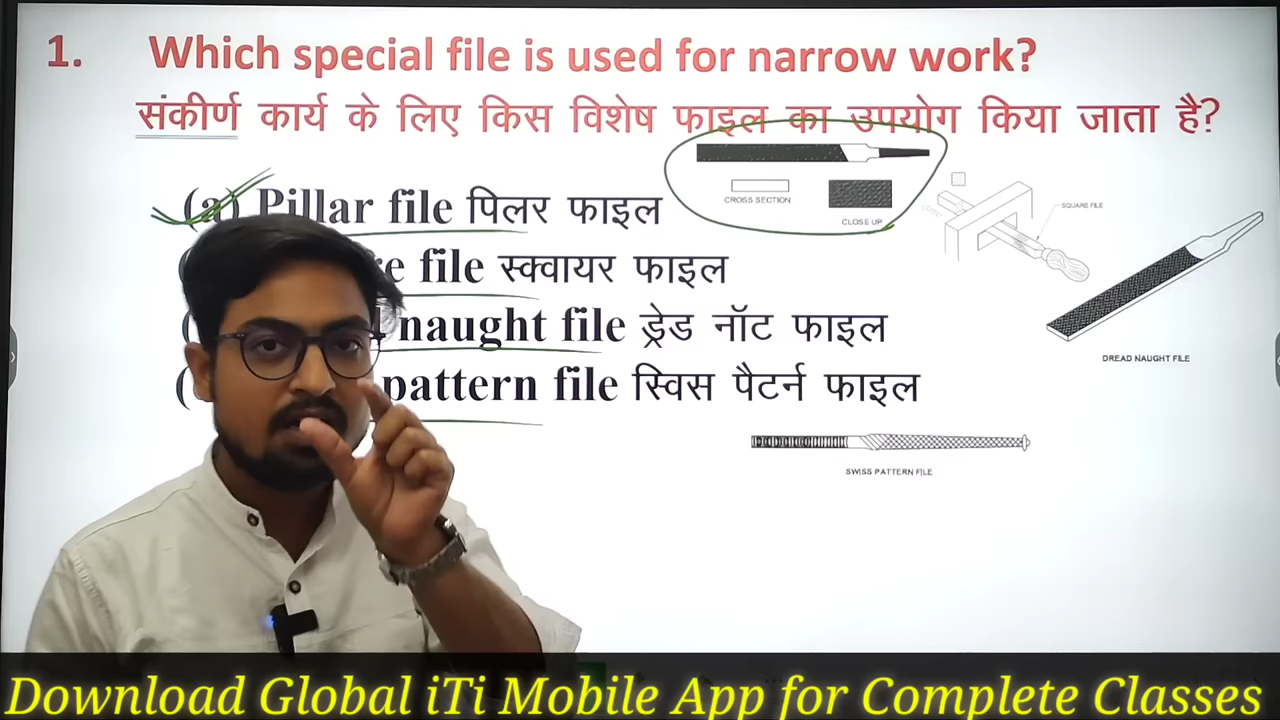 1. Which special file is used for narrow work?
संकीर्ण कार्य के लिए किस विशेष फाइल का उपयोग किया जाता है?
(a) Pillar file पिलर फाइल
CROSS SECTION
CLOSE UP
SQUARE FILE
file स्क्वायर फाइल
naught file ड्रेड नॉट फाइल
DREAD NAUGHT FILE
pattern file स्विस पैटर्न फाइल
SWISS PATTERN FILE
Download Global iTi Mobile App for Complete Classes